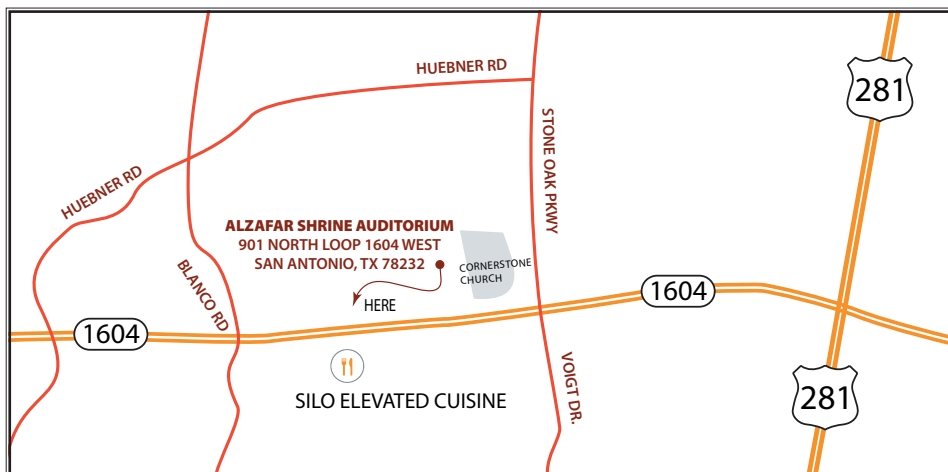 HUEBNER RD
281
STONE OAK PKWY
HUEBNER RD
ALZAFAR SHRINE AUDITORIUM
901 NORTH LOOP 1604 WEST
SAN ANTONIO, TX 78232
CORNERSTONE
CHURCH
BLANCO RD
HERE
1604
1604
VOIGT DR.
281
SILO ELEVATED CUISINE